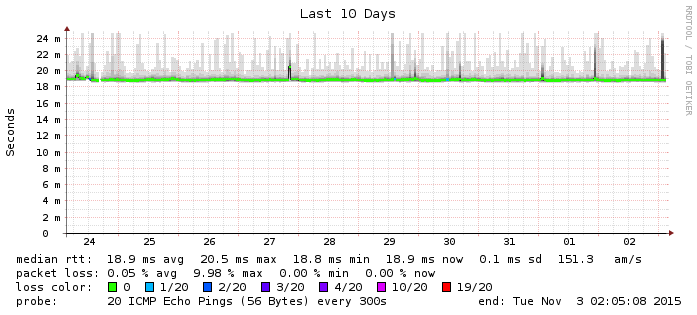 Last 10 Days
RRDTOOL / TOBI OETIKER
Seconds
24 m
22 m
20 m
18 m
16 m
14 m
12 m
10 m
8 m
6 m
4 m
2 m
0
24 25 26 27 28 29 30 31 01 02
median rtt: 18.9 ms avg 20.5 ms max 18.8 ms min 18.9 ms now 0.1 ms sd 151.3 am/s
packet loss: 0.05 % avg 9.98 % max 0.00 % min 0.00 % now
loss color: 0 1/20 2/20 3/20 4/20 10/20 19/20
probe: 20 ICMP Echo Pings (56 Bytes) every 300s end: Tue Nov 3 02:05:08 2015